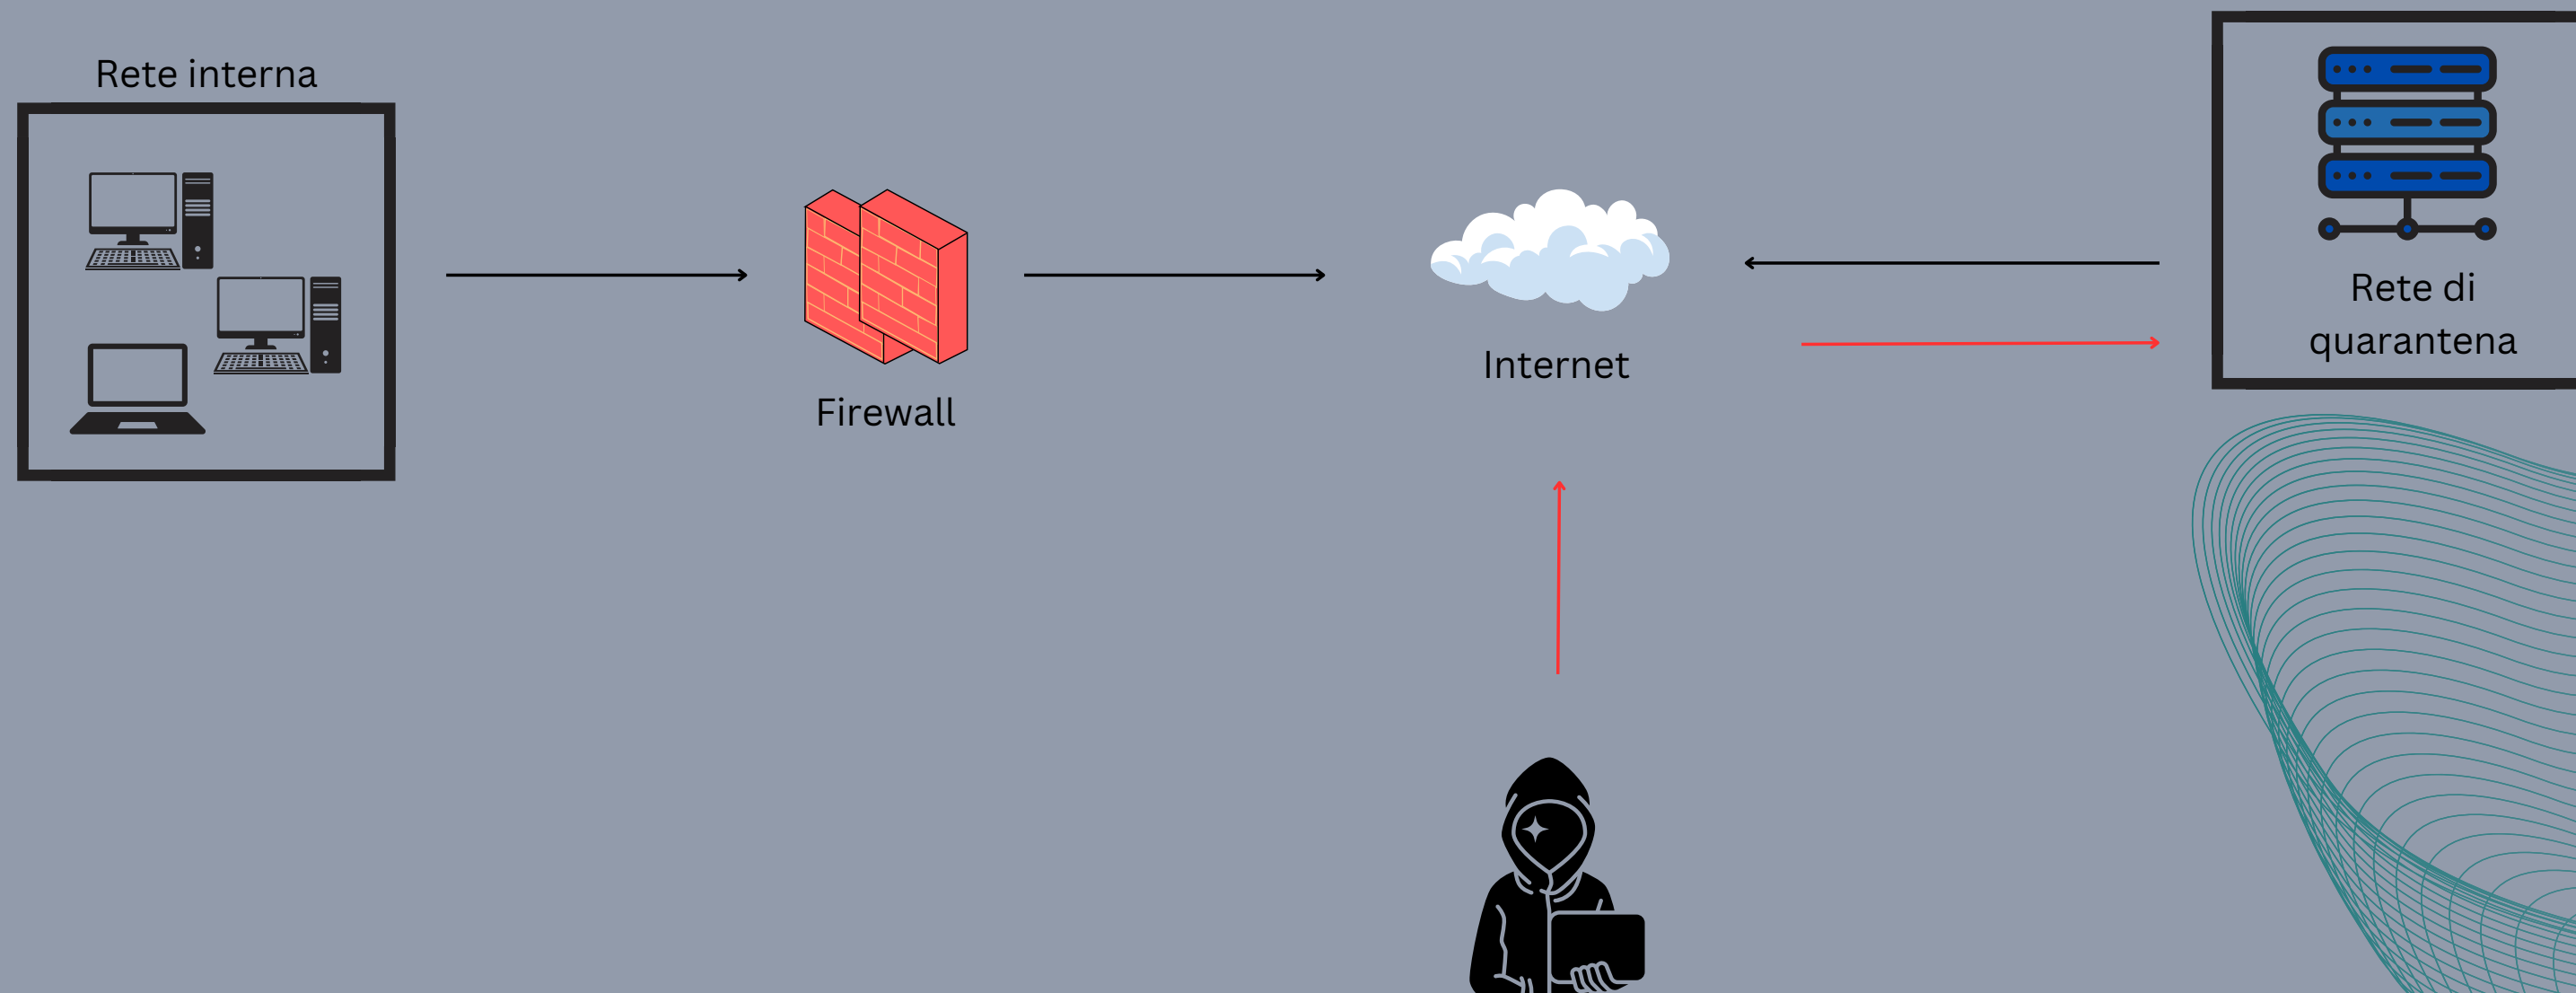 Rete interna
Firewall
Internet
Rete di
quarantena